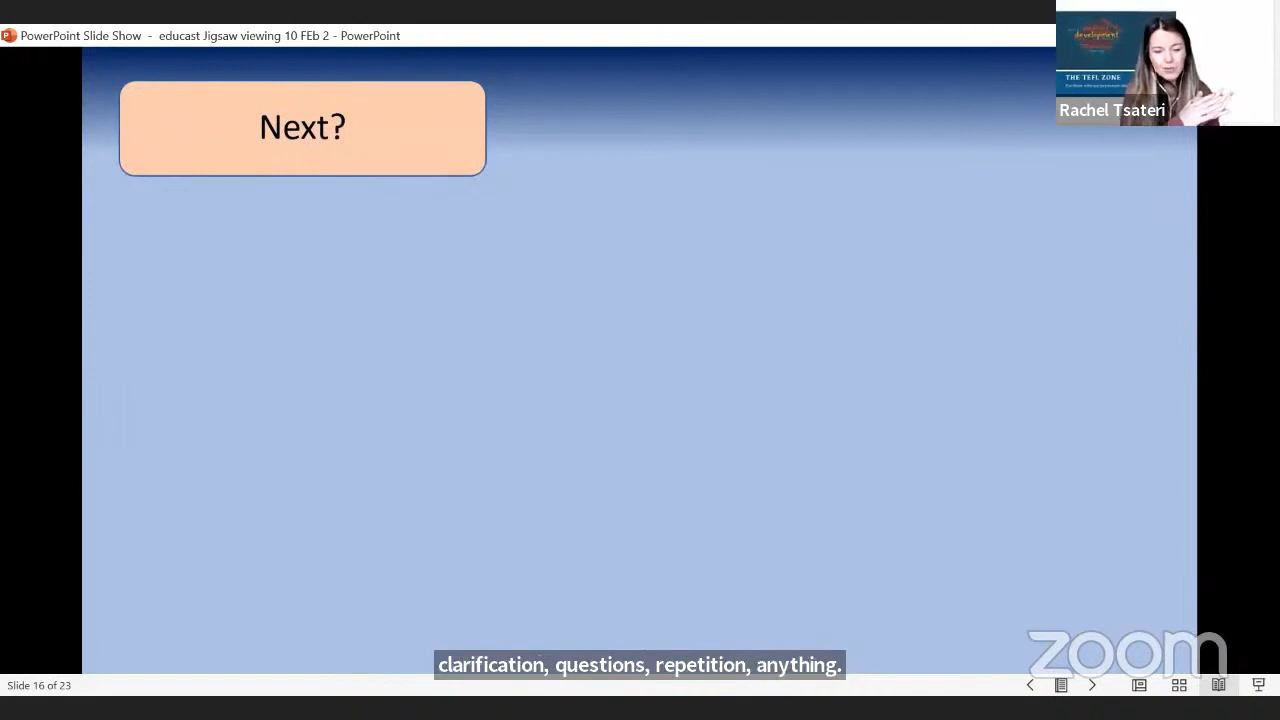 PowerPoint Slide Show - educast Jigsaw viewing 10 FEb 2 - PowerPoint
development
THE TEFL ZONE
Rachel Tsateri
Next?
clarification, questions, repetition, anything.
zoom
Slide 16 of 23